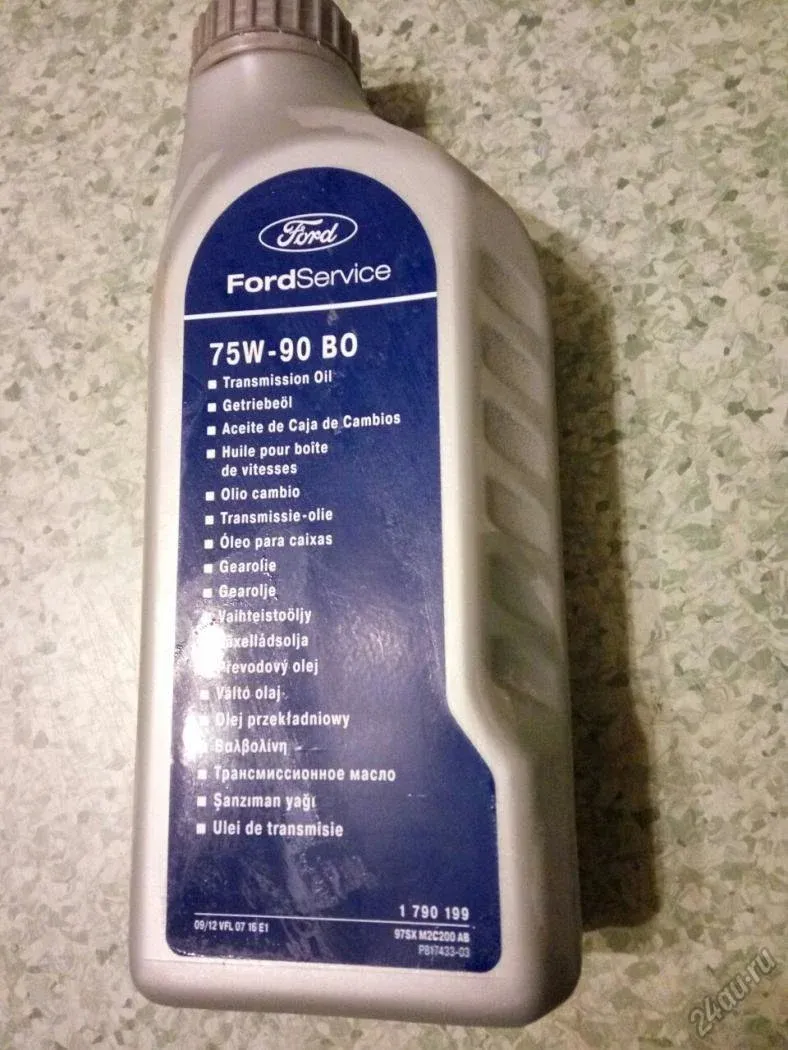 Ford
FordService
75W-90 BO
Transmission Oil
Getriebeöl
Aceite de Caja de Cambios
Huile pour boîte
de vitesses
Olio cambio
Transmissie-olie
Óleo para caixas
Gearolie
Gearolje
Vaihteistoöljy
Växellådsolja
Převodový olej
Váltó olaj
Olej przekładniowy
Βαλβολίνη
Трансмиссионное масло
Şanzıman yağı
Ulei de transmisie
1 790 199
09/12 VFL 07 15 E1
97SX M2C200 AB
P817433-03
24au.ru